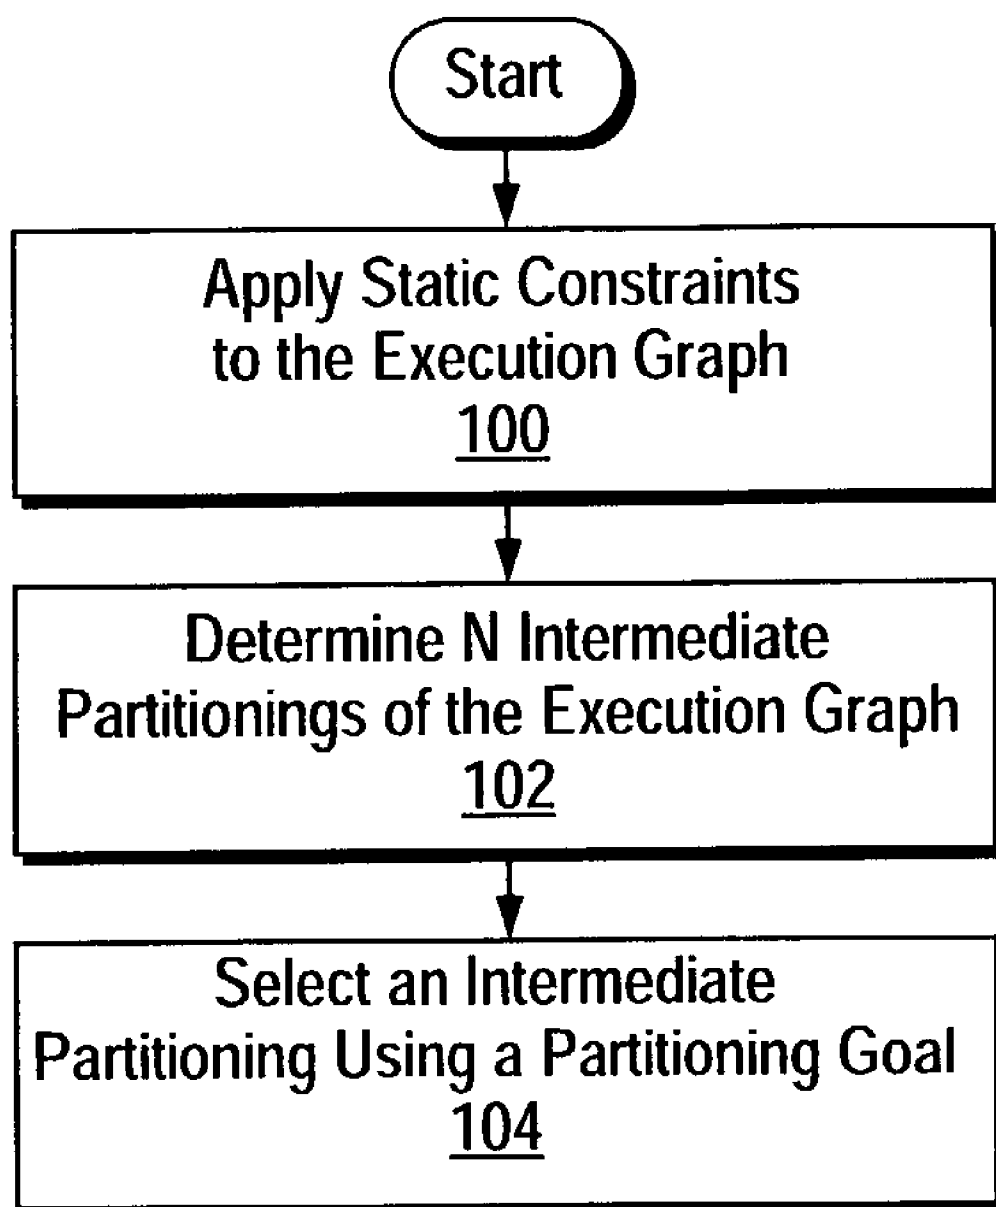 Start
Apply Static Constraints
to the Execution Graph
100
Determine N Intermediate
Partitionings of the Execution Graph
102
Select an Intermediate
Partitioning Using a Partitioning Goal
104